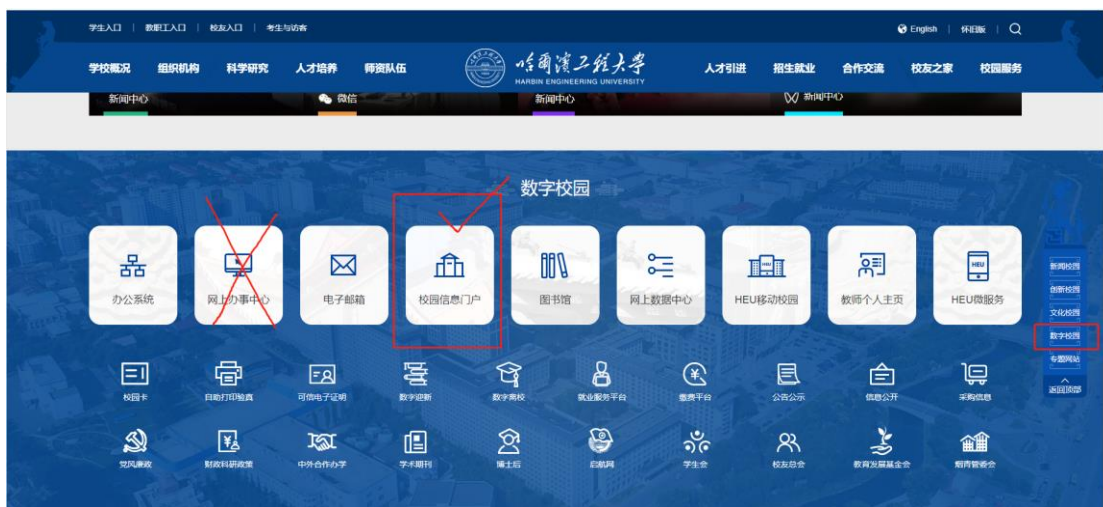 学生入口 | 教职工入口 | 校友入口 | 考生与访客
English | 怀旧版
学校概况 组织机构 科学研究 人才培养 师资队伍
哈尔滨工程大学
HARBIN ENGINEERING UNIVERSITY
人才引进 招生就业 合作交流 校友之家 校园服务
新闻中心 微信 新闻中心 新闻中心
数字校园
办公系统 网上办事中心 电子邮箱 校园信息门户 图书馆 网上数据中心 HEU移动校园 教师个人主页 HEU微服务
校园卡 自助打印验真 可信电子证明 数字迎新 数字离校 就业服务平台 缴费平台 公告公示 信息公开 采购信息
党风廉政 财政科研政策 中外合作办学 学术期刊 博士后 启航网 学生会 校友总会 教育发展基金会 烟青管委会
新闻校园
创新校园
文化校园
数字校园
专题网站
返回顶部